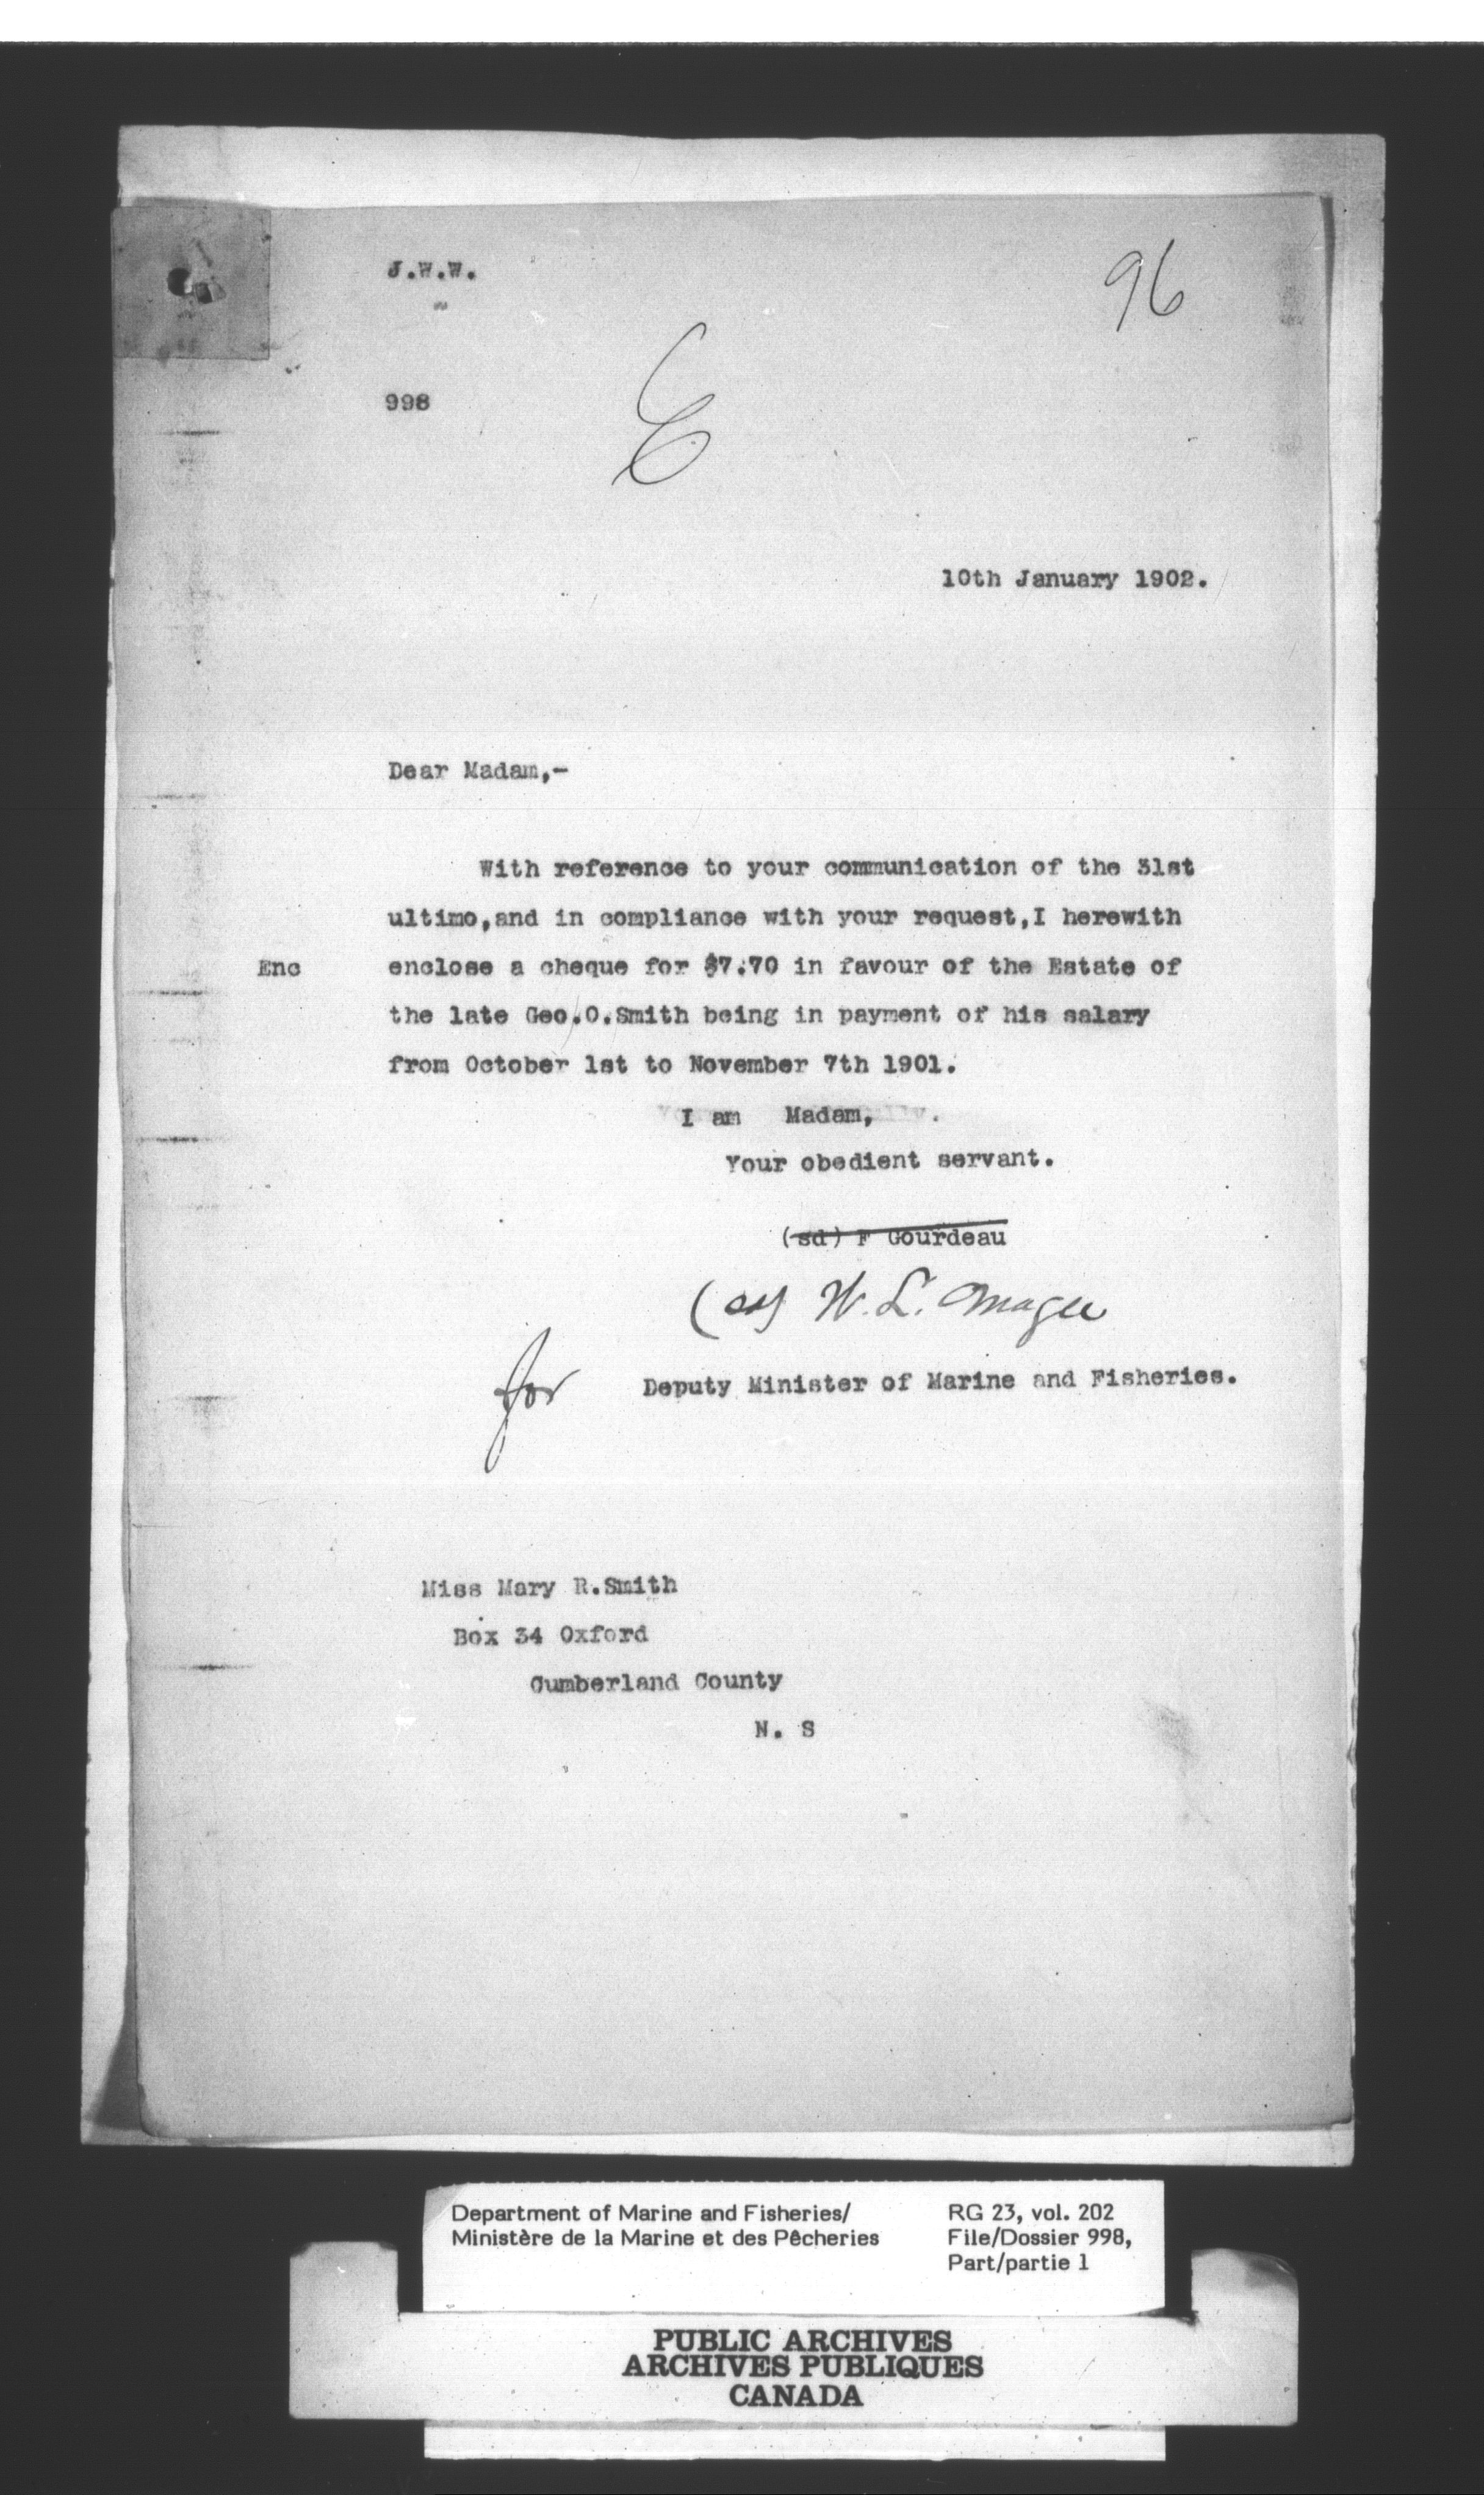 J.W.W.
96
998
E
10th January 1902.
Dear Madam,-
With reference to your communication of the 31st
ultimo,and in compliance with your request,I herewith
Enc enclose a cheque for $7.70 in favour of the Estate of
the late Geo.O.Smith being in payment of his salary
from October 1st to November 7th 1901.
I am Madam,
Your obedient servant.
(sd) F Gourdeau
(sd) W. L. Magee
for Deputy Minister of Marine and Fisheries.
Miss Mary R.Smith
Box 34 Oxford
Cumberland County
N. S
Department of Marine and Fisheries/
Ministère de la Marine et des Pêcheries
RG 23, vol. 202
File/Dossier 998,
Part/partie 1
PUBLIC ARCHIVES
ARCHIVES PUBLIQUES
CANADA